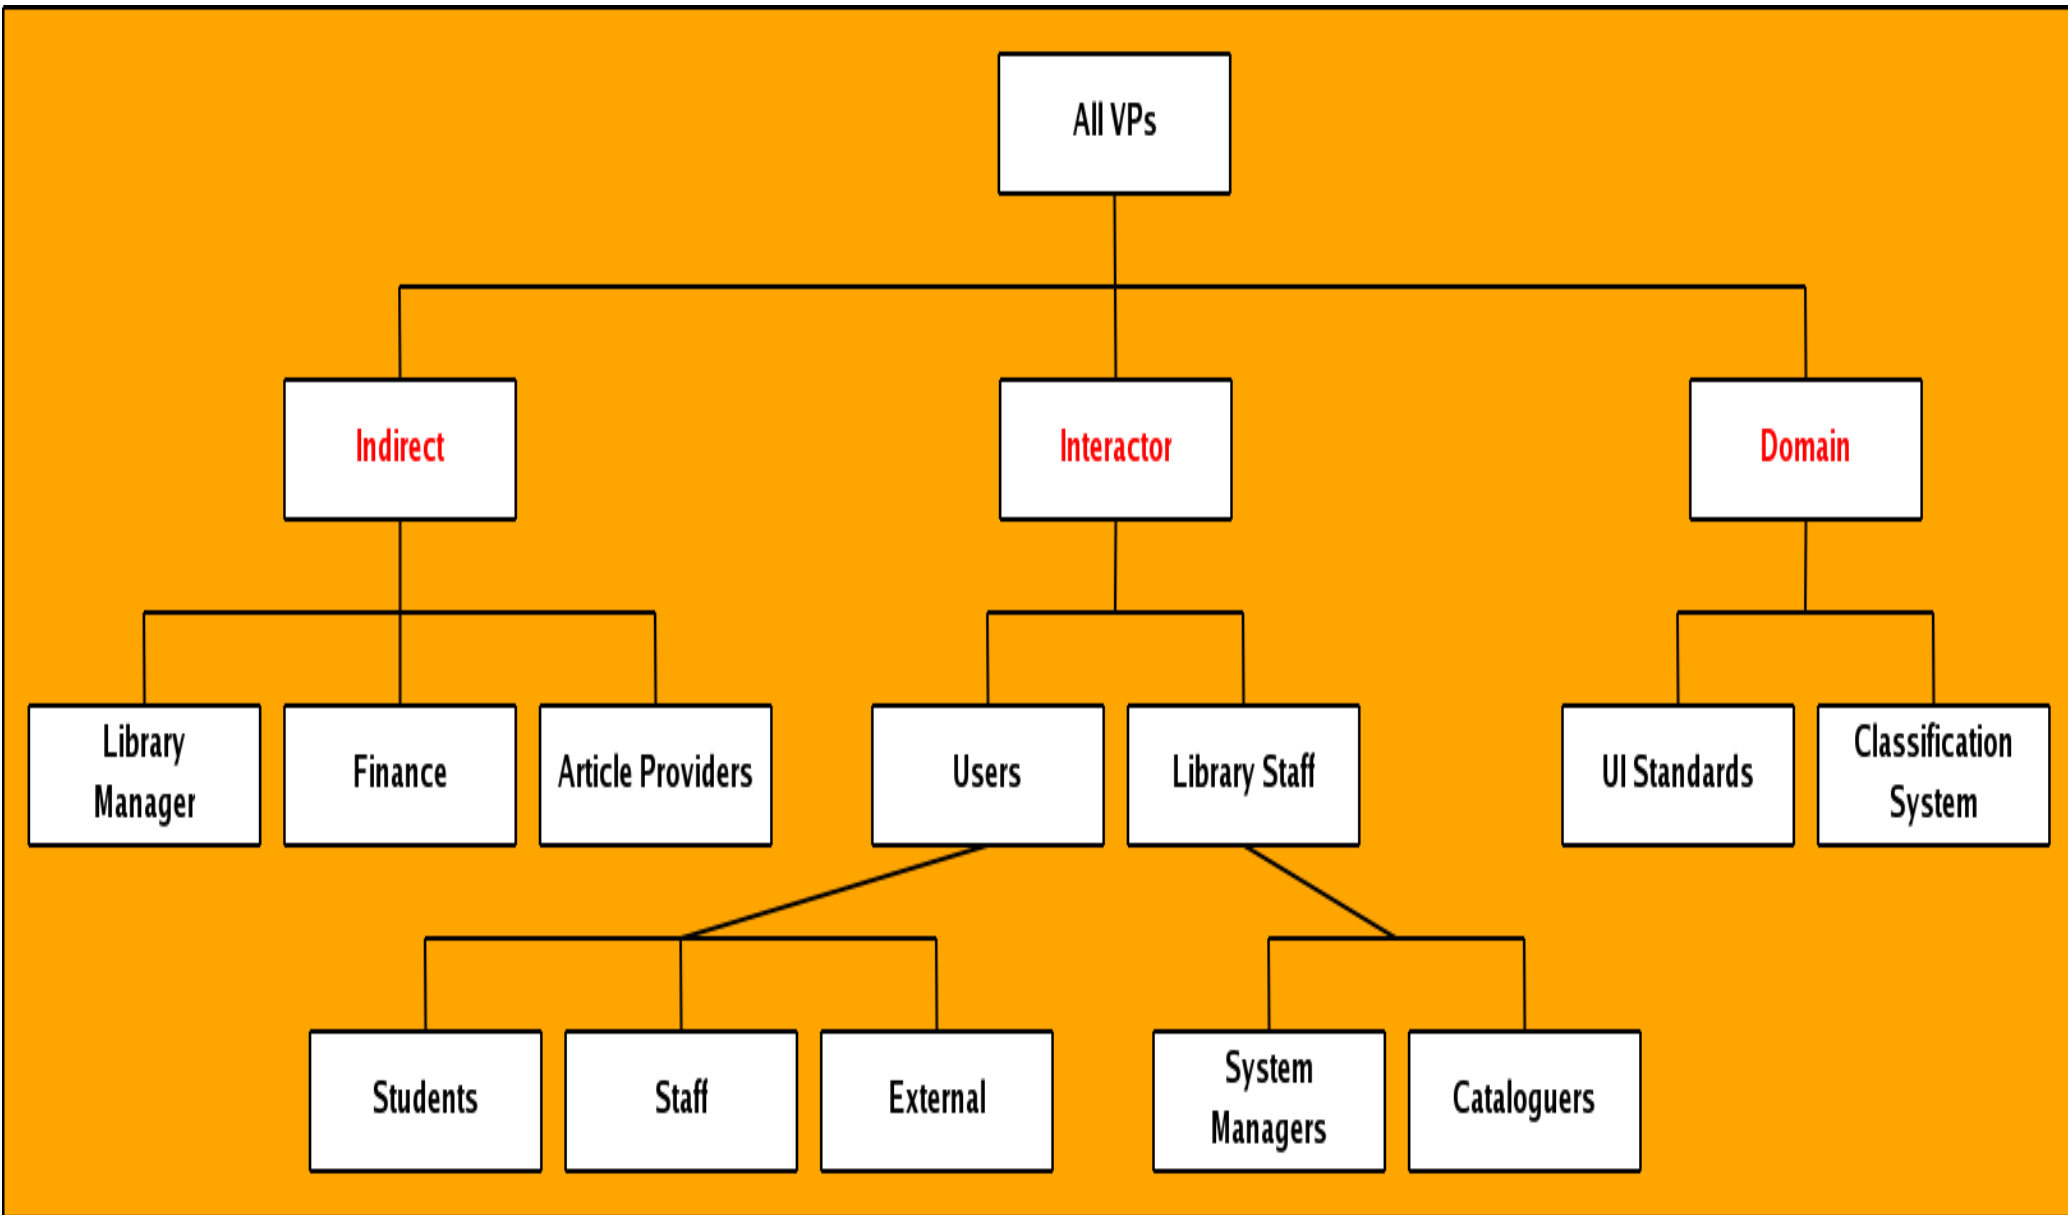 All VPs
Indirect
Interactor
Domain
Library
Manager
Finance
Article Providers
Users
Library Staff
UI Standards
Classification
System
Students
Staff
External
System
Managers
Cataloguers